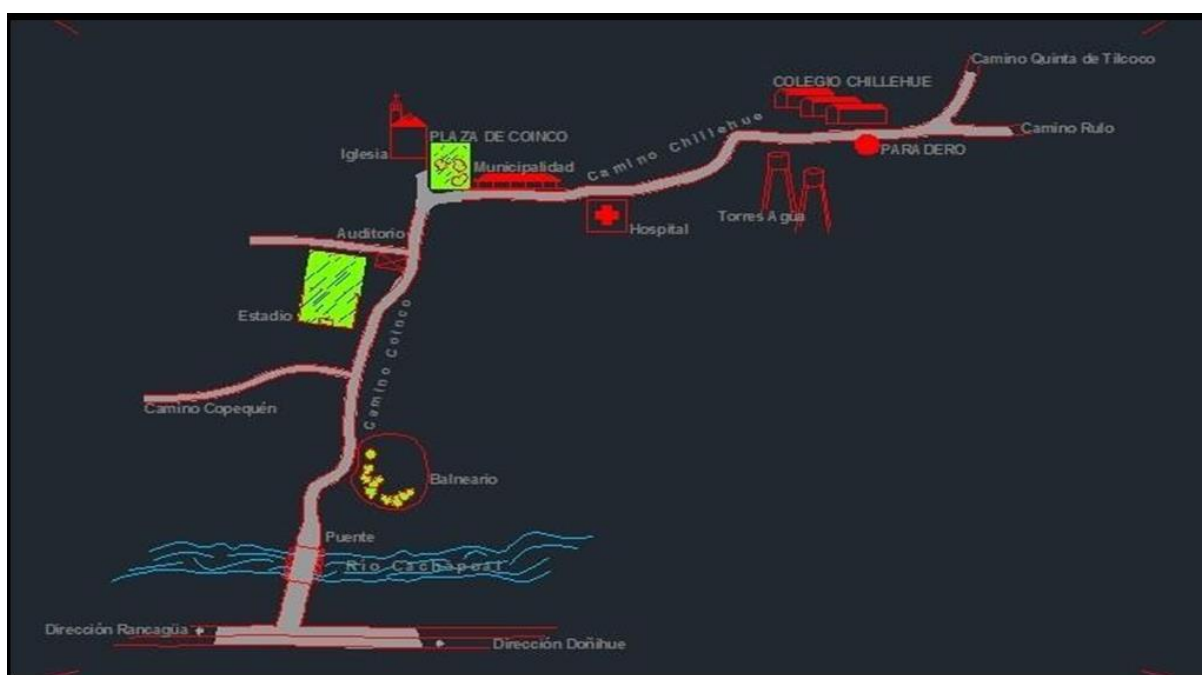 Camino Quinta de Tilcoco
COLEGIO CHILLEHUE
Camino Rulo
PARADERO
Camino Chillehue
PLAZA DE COINCO
Iglesia
Municipalidad
Torres Agüa
Hospital
Auditorio
Estadio
Camino Coinco
Camino Copequén
Balneario
Puente
Río Cachapoal
Dirección Rancagüa
Dirección Doñihue